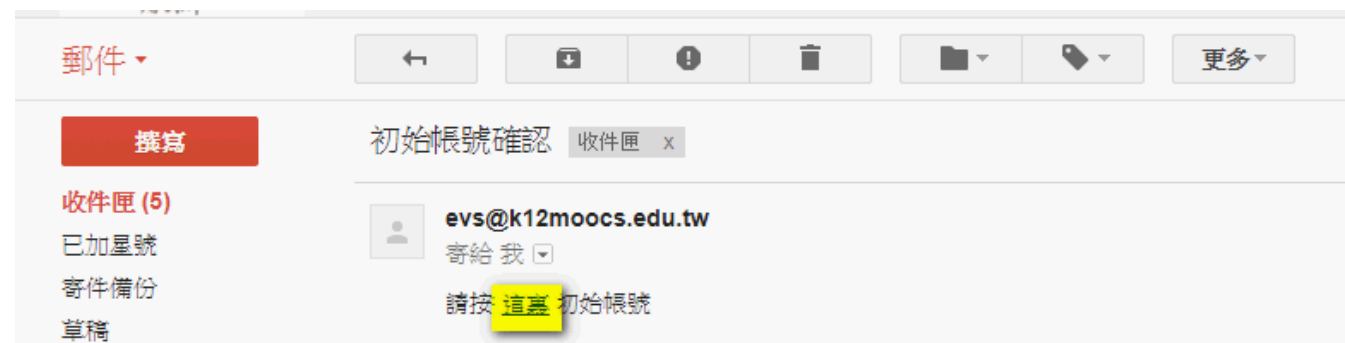 郵件
更多
撰寫
初始帳號確認 收件匣 x
收件匣 (5)
已加星號
寄件備份
草稿
evs@k12moocs.edu.tw
寄給 我
請按 這裏 初始帳號